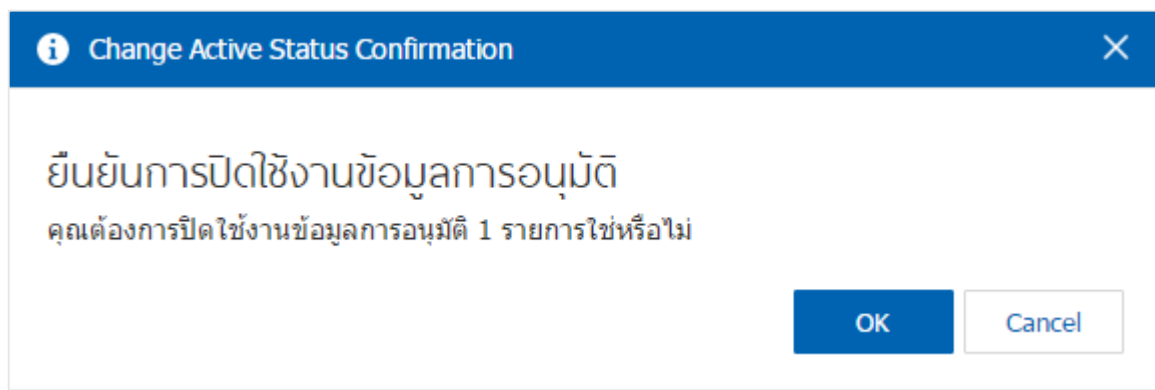 Change Active Status Confirmation
ยืนยันการปิดใช้งานข้อมูลการอนุมัติ
คุณต้องการปิดใช้งานข้อมูลการอนุมัติ 1 รายการใช่หรือไม่
OK
Cancel